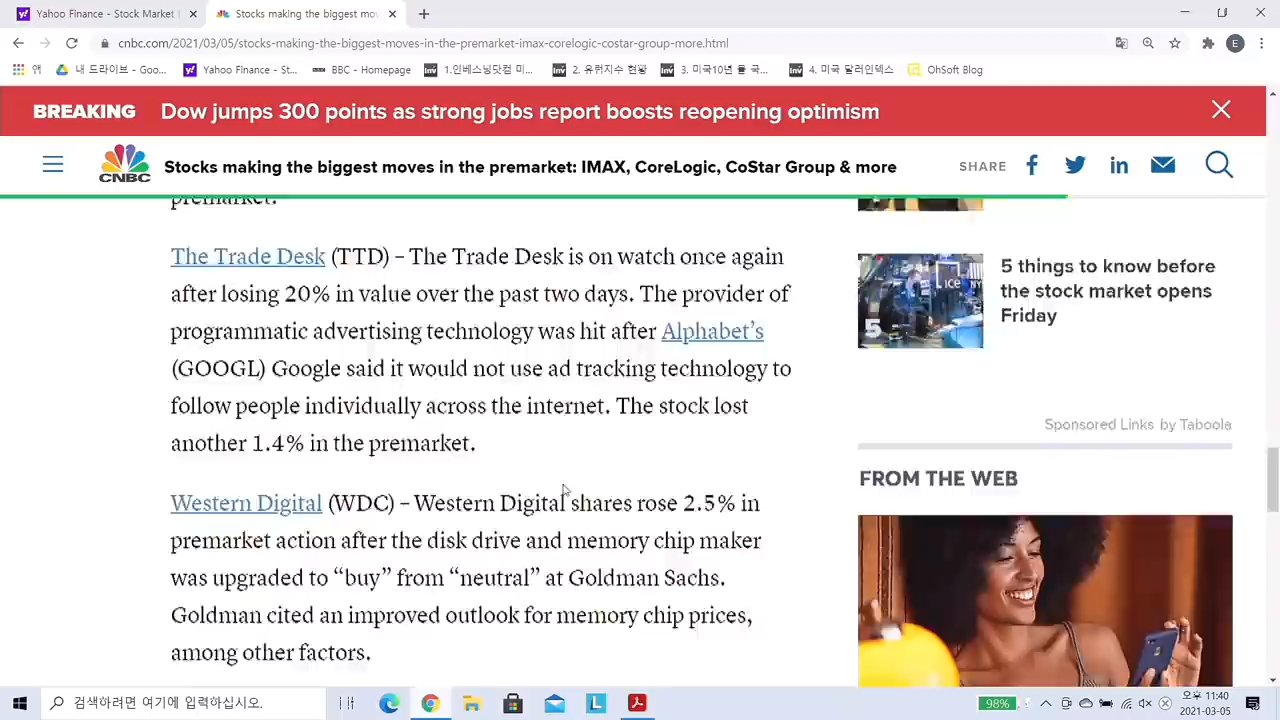 Yahoo Finance - Stock Market
Stocks making the biggest mov
cnbc.com/2021/03/05/stocks-making-the-biggest-moves-in-the-premarket-imax-corelogic-costar-group-more.html
E
앱
내 드라이브 - Goo...
Yahoo Finance - St...
BBC - Homepage
1.인베스닝닷컴 미...
3. 미국10년 물 국...
4. 미국 달러인덱스
OhSoft Blog
BREAKING Dow jumps 300 points as strong jobs report boosts reopening optimism
CNBC
Stocks making the biggest moves in the premarket: IMAX, CoreLogic, CoStar Group & more
SHARE
premarket.
The Trade Desk (TTD) – The Trade Desk is on watch once again
after losing 20% in value over the past two days. The provider of
programmatic advertising technology was hit after Alphabet’s
(GOOGL) Google said it would not use ad tracking technology to
follow people individually across the internet. The stock lost
another 1.4% in the premarket.
Western Digital (WDC) – Western Digital shares rose 2.5% in
premarket action after the disk drive and memory chip maker
was upgraded to “buy” from “neutral” at Goldman Sachs.
Goldman cited an improved outlook for memory chip prices,
among other factors.
5 things to know before
the stock market opens
Friday
Sponsored Links by Taboola
FROM THE WEB
검색하려면 여기에 입력하십시오.
98%
오후 11:40
2021-03-05